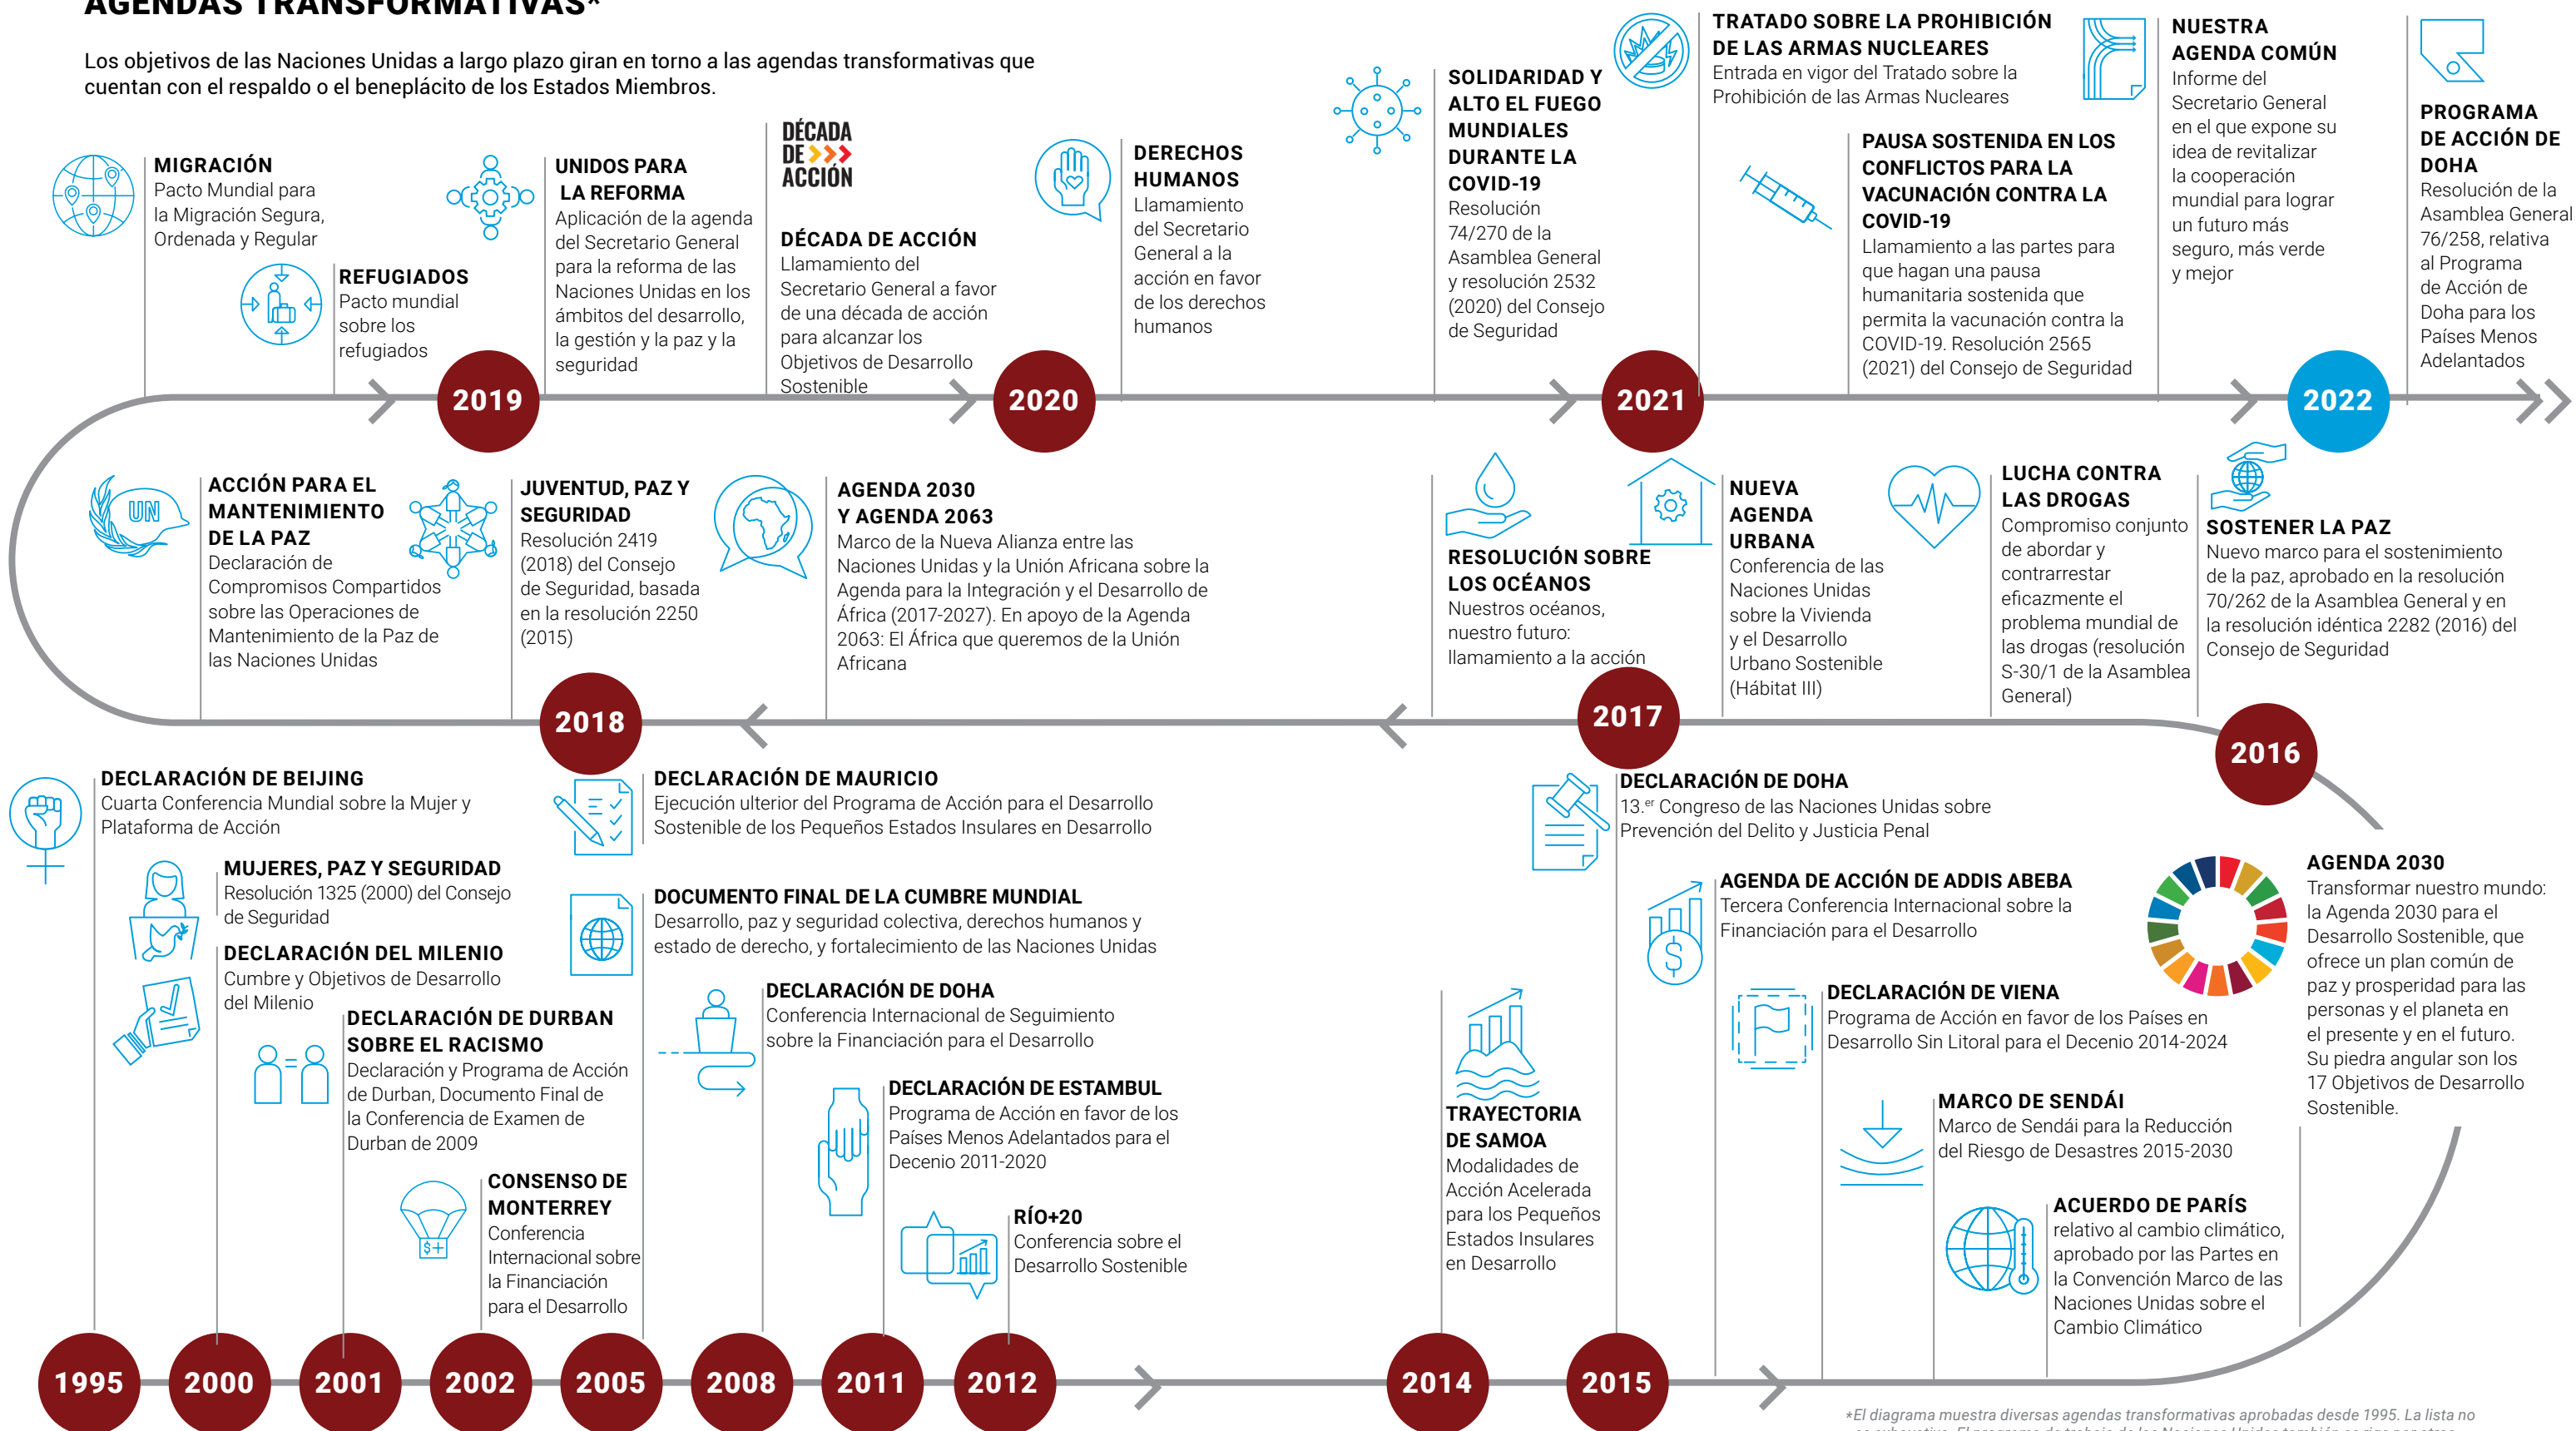 AGENDAS TRANSFORMATIVAS*
Los objetivos de las Naciones Unidas a largo plazo giran en torno a las agendas transformativas que
cuentan con el respaldo o el beneplácito de los Estados Miembros.
MIGRACIÓN
Pacto Mundial para
la Migración Segura,
Ordenada y Regular
REFUGIADOS
Pacto mundial
sobre los
refugiados
2019
UNIDOS PARA
LA REFORMA
Aplicación de la agenda
del Secretario General
para la reforma de las
Naciones Unidas en los
ámbitos del desarrollo,
la gestión y la paz y la
seguridad
DÉCADA
DE
ACCIÓN
DÉCADA DE ACCIÓN
Llamamiento del
Secretario General a favor
de una década de acción
para alcanzar los
Objetivos de Desarrollo
Sostenible
2020
DERECHOS
HUMANOS
Llamamiento
del Secretario
General a la
acción en favor
de los derechos
humanos
SOLIDARIDAD Y
ALTO EL FUEGO
MUNDIALES
DURANTE LA
COVID-19
Resolución
74/270 de la
Asamblea General
y resolución 2532
(2020) del Consejo
de Seguridad
2021
TRATADO SOBRE LA PROHIBICIÓN
DE LAS ARMAS NUCLEARES
Entrada en vigor del Tratado sobre la
Prohibición de las Armas Nucleares
PAUSA SOSTENIDA EN LOS
CONFLICTOS PARA LA
VACUNACIÓN CONTRA LA
COVID-19
Llamamiento a las partes para
que hagan una pausa
humanitaria sostenida que
permita la vacunación contra la
COVID-19. Resolución 2565
(2021) del Consejo de Seguridad
NUESTRA
AGENDA COMÚN
Informe del
Secretario General
en el que expone su
idea de revitalizar
la cooperación
mundial para lograr
un futuro más
seguro, más verde
y mejor
2022
PROGRAMA
DE ACCIÓN DE
DOHA
Resolución de la
Asamblea General
76/258, relativa
al Programa
de Acción de
Doha para los
Países Menos
Adelantados
UN
ACCIÓN PARA EL
MANTENIMIENTO
DE LA PAZ
Declaración de
Compromisos Compartidos
sobre las Operaciones de
Mantenimiento de la Paz de
las Naciones Unidas
JUVENTUD, PAZ Y
SEGURIDAD
Resolución 2419
(2018) del Consejo
de Seguridad, basada
en la resolución 2250
(2015)
2018
AGENDA 2030
Y AGENDA 2063
Marco de la Nueva Alianza entre las
Naciones Unidas y la Unión Africana sobre la
Agenda para la Integración y el Desarrollo de
África (2017-2027). En apoyo de la Agenda
2063: El África que queremos de la Unión
Africana
RESOLUCIÓN SOBRE
LOS OCÉANOS
Nuestros océanos,
nuestro futuro:
llamamiento a la acción
2017
NUEVA
AGENDA
URBANA
Conferencia de las
Naciones Unidas
sobre la Vivienda
y el Desarrollo
Urbano Sostenible
(Hábitat III)
LUCHA CONTRA
LAS DROGAS
Compromiso conjunto
de abordar y
contrarrestar
eficazmente el
problema mundial de
las drogas (resolución
S-30/1 de la Asamblea
General)
SOSTENER LA PAZ
Nuevo marco para el sostenimiento
de la paz, aprobado en la resolución
70/262 de la Asamblea General y en
la resolución idéntica 2282 (2016) del
Consejo de Seguridad
2016
DECLARACIÓN DE BEIJING
Cuarta Conferencia Mundial sobre la Mujer y
Plataforma de Acción
MUJERES, PAZ Y SEGURIDAD
Resolución 1325 (2000) del Consejo
de Seguridad
DECLARACIÓN DEL MILENIO
Cumbre y Objetivos de Desarrollo
del Milenio
DECLARACIÓN DE DURBAN
SOBRE EL RACISMO
Declaración y Programa de Acción
de Durban, Documento Final de
la Conferencia de Examen de
Durban de 2009
$+
CONSENSO DE
MONTERREY
Conferencia
Internacional sobre
la Financiación
para el Desarrollo
DECLARACIÓN DE MAURICIO
Ejecución ulterior del Programa de Acción para el Desarrollo
Sostenible de los Pequeños Estados Insulares en Desarrollo
DOCUMENTO FINAL DE LA CUMBRE MUNDIAL
Desarrollo, paz y seguridad colectiva, derechos humanos y
estado de derecho, y fortalecimiento de las Naciones Unidas
DECLARACIÓN DE DOHA
Conferencia Internacional de Seguimiento
sobre la Financiación para el Desarrollo
DECLARACIÓN DE ESTAMBUL
Programa de Acción en favor de los
Países Menos Adelantados para el
Decenio 2011-2020
RÍO+20
Conferencia sobre el
Desarrollo Sostenible
TRAYECTORIA
DE SAMOA
Modalidades de
Acción Acelerada
para los Pequeños
Estados Insulares
en Desarrollo
DECLARACIÓN DE DOHA
13.er Congreso de las Naciones Unidas sobre
Prevención del Delito y Justicia Penal
$
AGENDA DE ACCIÓN DE ADDIS ABEBA
Tercera Conferencia Internacional sobre la
Financiación para el Desarrollo
DECLARACIÓN DE VIENA
Programa de Acción en favor de los Países en
Desarrollo Sin Litoral para el Decenio 2014-2024
MARCO DE SENDÁI
Marco de Sendái para la Reducción
del Riesgo de Desastres 2015-2030
ACUERDO DE PARÍS
relativo al cambio climático,
aprobado por las Partes en
la Convención Marco de las
Naciones Unidas sobre el
Cambio Climático
AGENDA 2030
Transformar nuestro mundo:
la Agenda 2030 para el
Desarrollo Sostenible, que
ofrece un plan común de
paz y prosperidad para las
personas y el planeta en
el presente y en el futuro.
Su piedra angular son los
17 Objetivos de Desarrollo
Sostenible.
1995
2000
2001
2002
2005
2008
2011
2012
2014
2015
*El diagrama muestra diversas agendas transformativas aprobadas desde 1995. La lista no